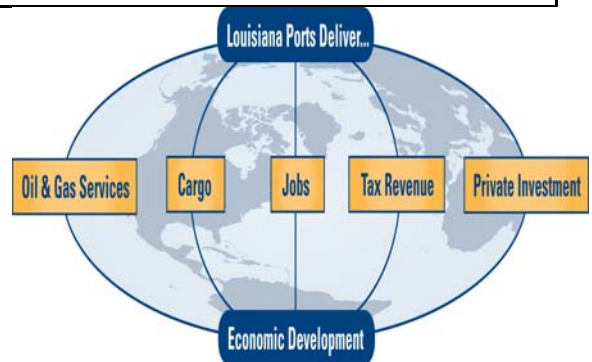 Louisiana Ports Deliver...
Oil & Gas Services
Cargo
Jobs
Tax Revenue
Private Investment
Economic Development